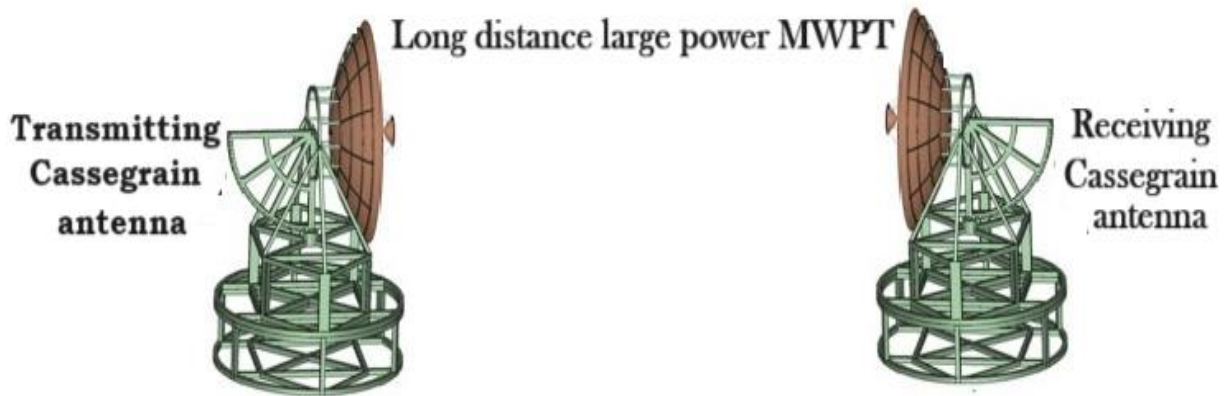 Long distance large power MWPT
Transmitting
Cassegrain
antenna
Receiving
Cassegrain
antenna